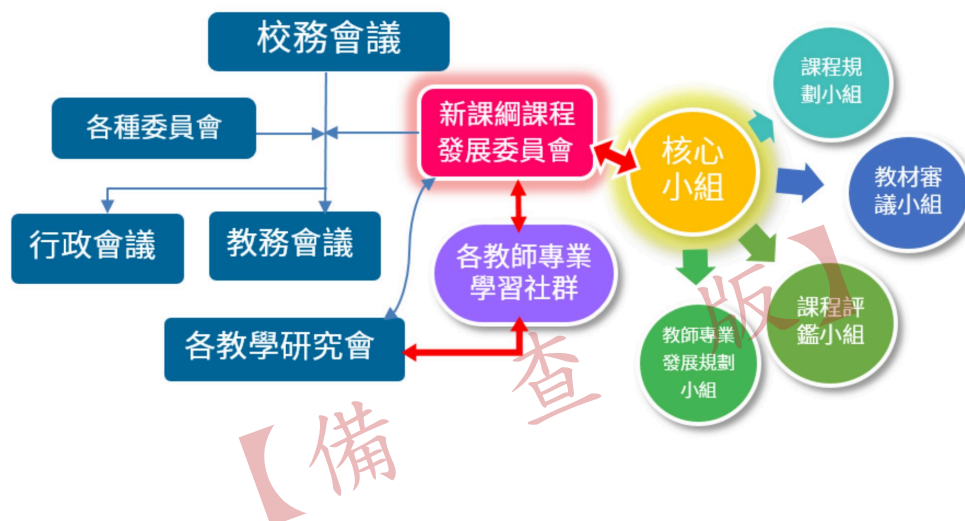 校務會議
各種委員會
新課綱課程
發展委員會
核心
小組
課程規
劃小組
教材審
議小組
行政會議
教務會議
各教師專業
學習社群
課程評
鑑小組
各教學研究會
教師專業
發展規劃
小組
【備查版】